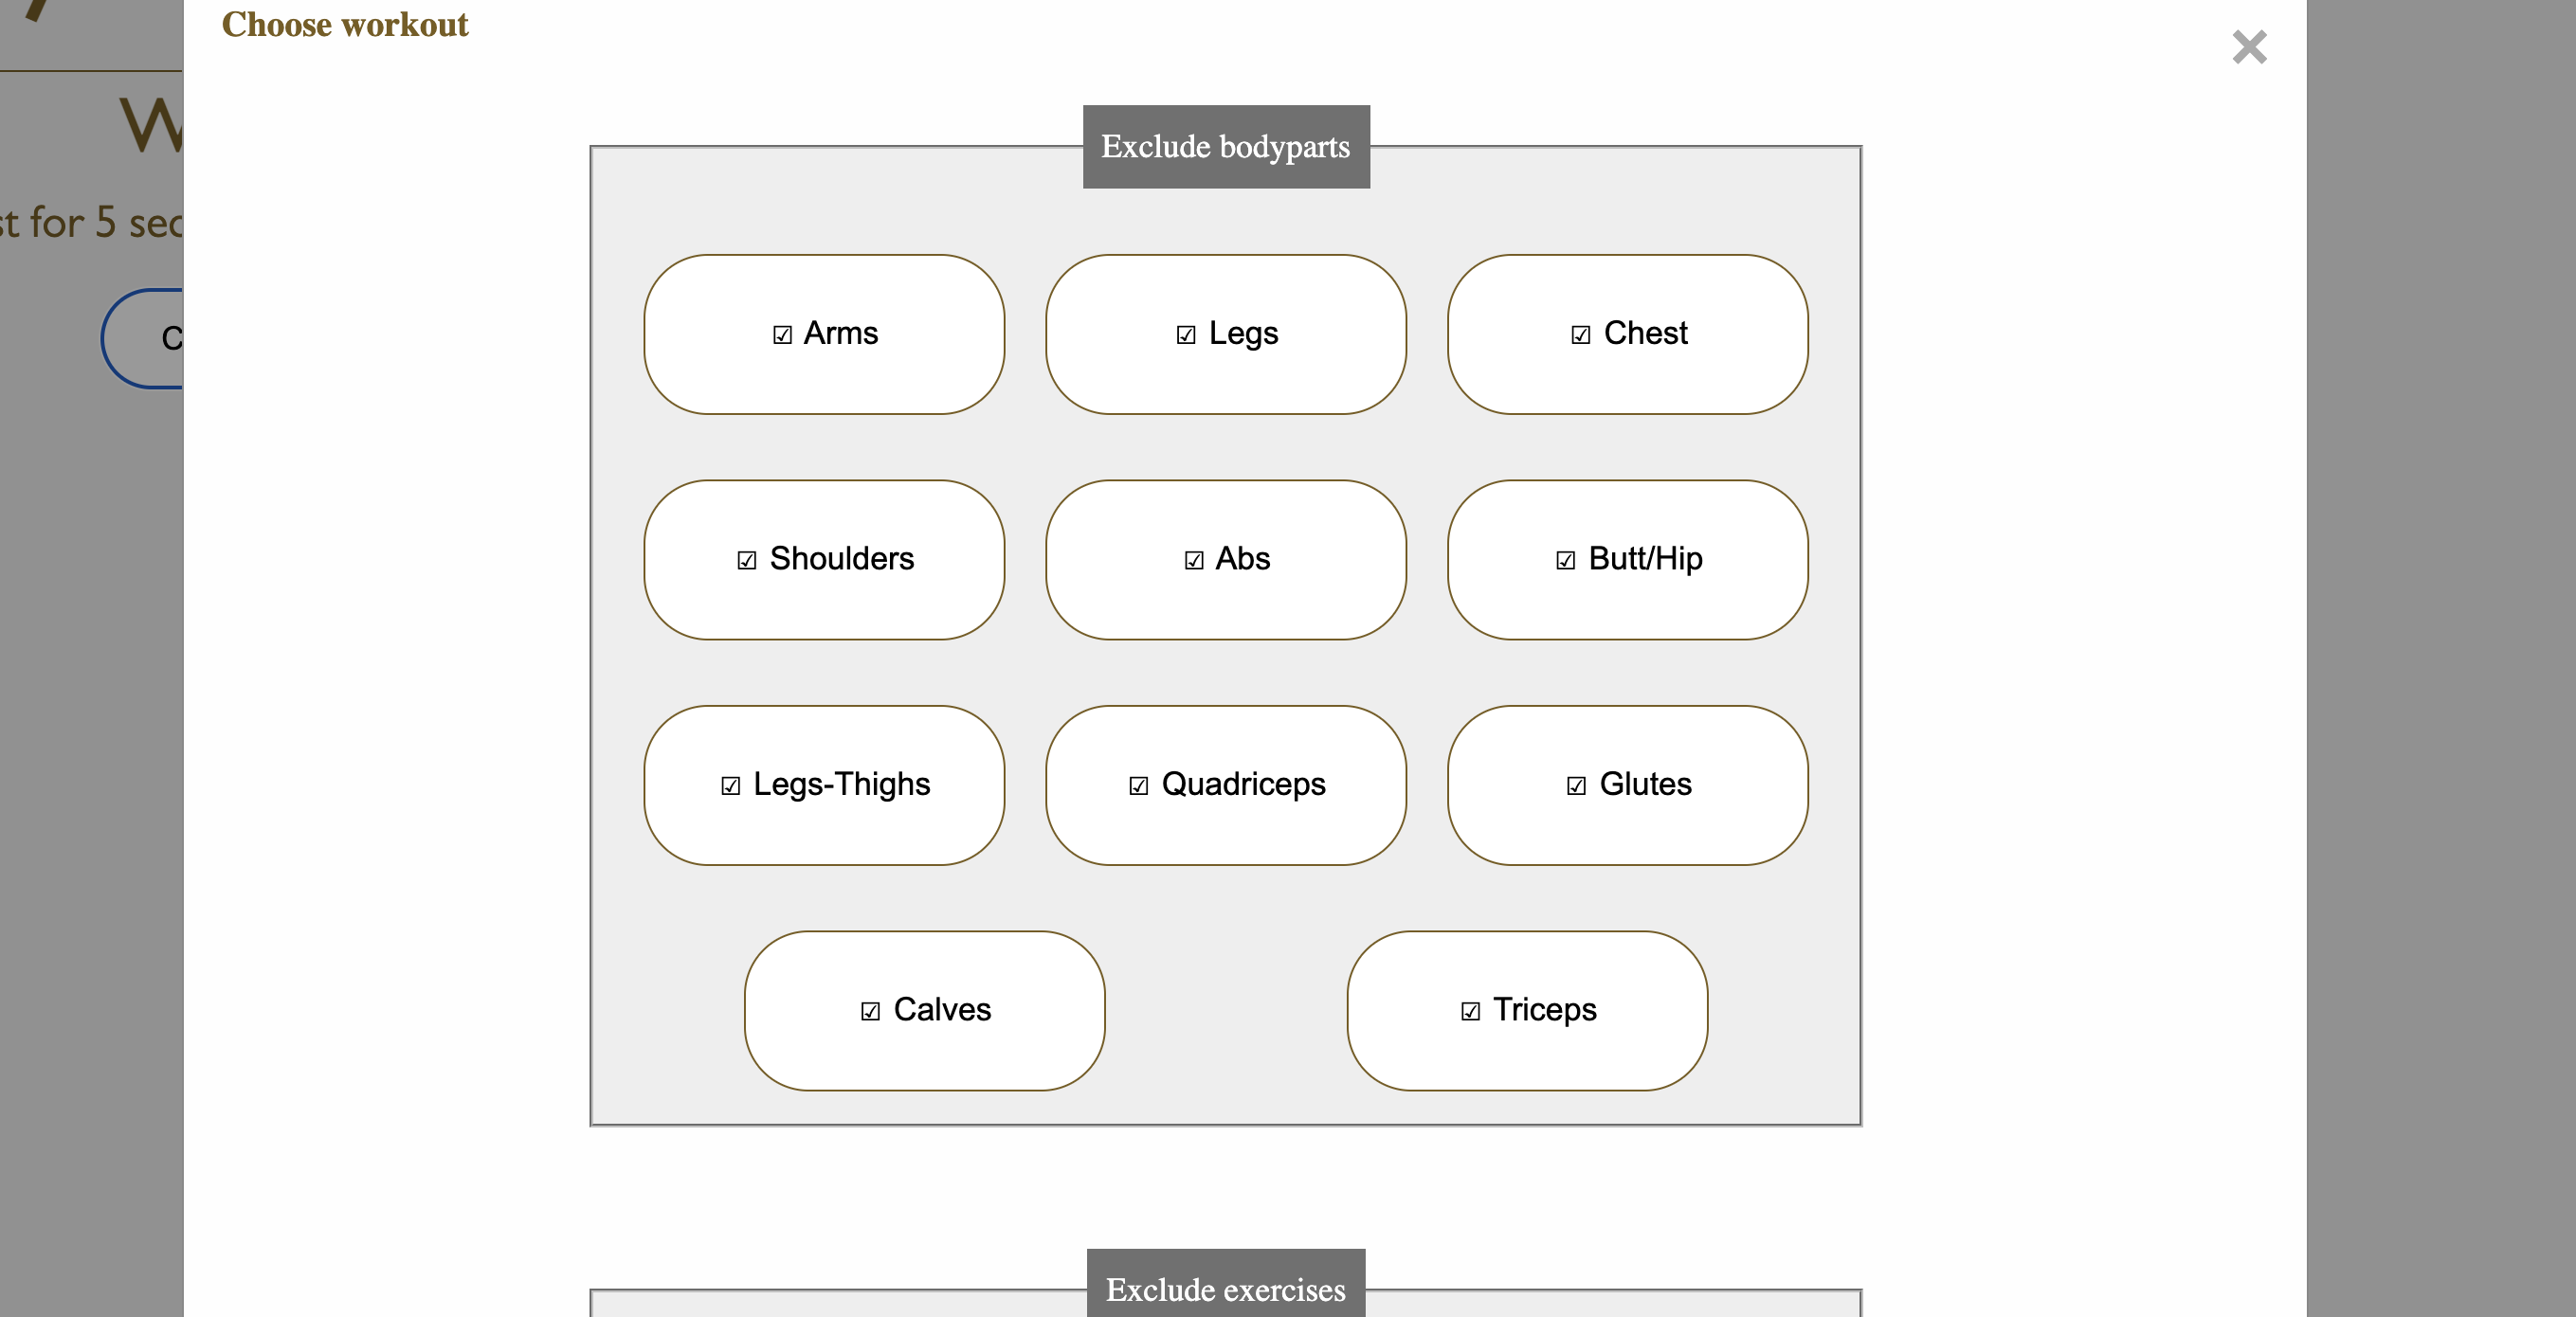 Choose workout
×
W
st for 5 sec
C
Exclude bodyparts
☑ Arms
☑ Legs
☑ Chest
☑ Shoulders
☑ Abs
☑ Butt/Hip
☑ Legs-Thighs
☑ Quadriceps
☑ Glutes
☑ Calves
☑ Triceps
Exclude exercises